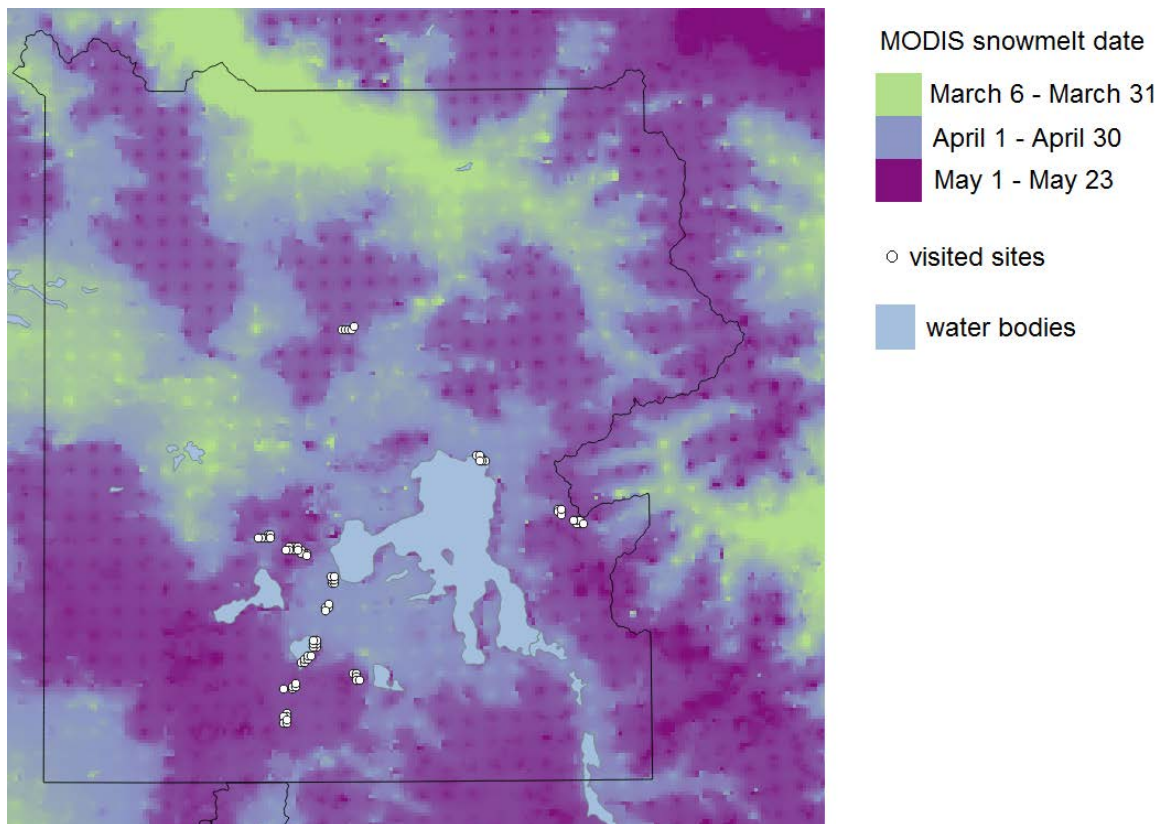 MODIS snowmelt date
March 6 - March 31
April 1 - April 30
May 1 - May 23
visited sites
water bodies